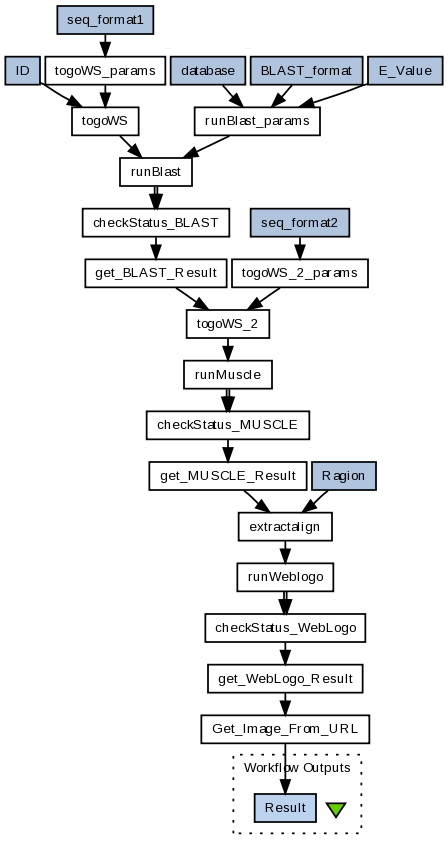 seq_format1
ID
togoWS_params
database
BLAST_format
E_Value
togoWS
runBlast_params
runBlast
checkStatus_BLAST
seq_format2
get_BLAST_Result
togoWS_2_params
togoWS_2
runMuscle
checkStatus_MUSCLE
get_MUSCLE_Result
Ragion
extractalign
runWeblogo
checkStatus_WebLogo
get_WebLogo_Result
Get_Image_From_URL
Workflow Outputs
Result